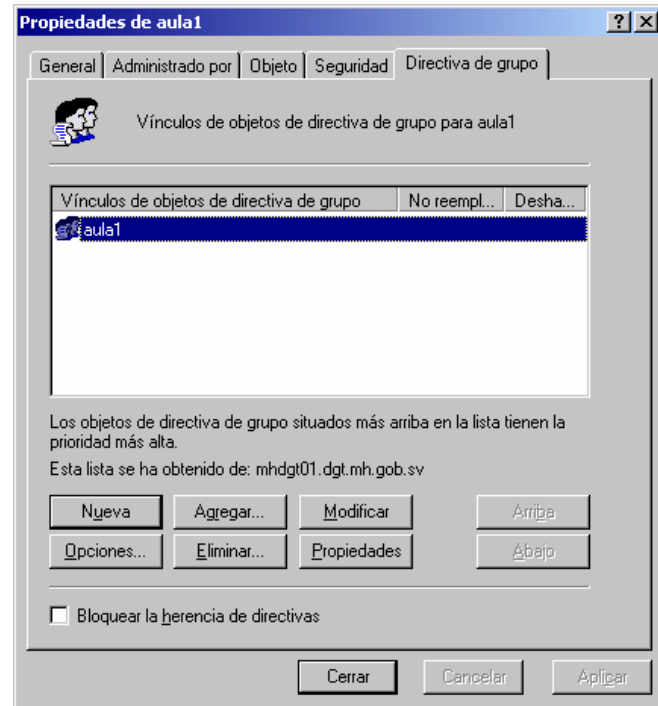 Propiedades de aula1
General Administrado por Objeto Seguridad Directiva de grupo
Vínculos de objetos de directiva de grupo para aula1
Vínculos de objetos de directiva de grupo No reempl... Desha...
aula1
Los objetos de directiva de grupo situados más arriba en la lista tienen la
prioridad más alta.
Esta lista se ha obtenido de: mhdgt01.dgt.mh.gob.sv
Nueva Agregar... Modificar Arriba
Opciones... Eliminar... Propiedades Abajo
Bloquear la herencia de directivas
Cerrar Cancelar Aplicar